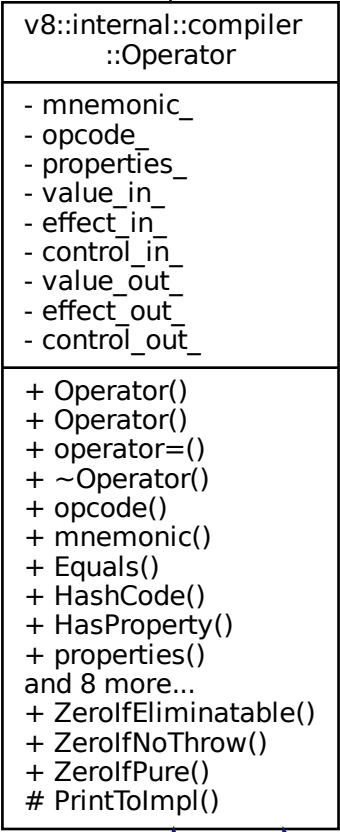 v8::internal::compiler
::Operator
- mnemonic_
- opcode_
- properties_
- value_in_
- effect_in_
- control_in_
- value_out_
- effect_out_
- control_out_
+ Operator()
+ Operator()
+ operator=()
+ ~Operator()
+ opcode()
+ mnemonic()
+ Equals()
+ HashCode()
+ HasProperty()
+ properties()
and 8 more...
+ ZeroIfEliminatable()
+ ZeroIfNoThrow()
+ ZeroIfPure()
# PrintToImpl()